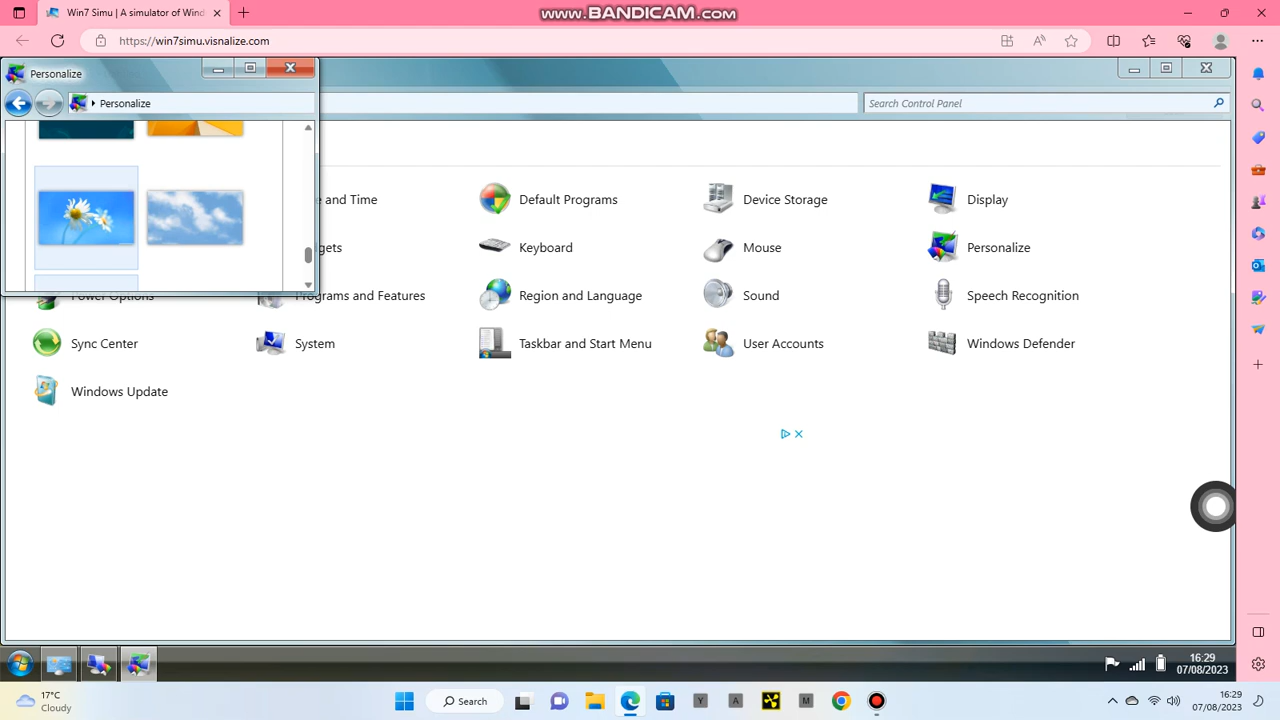 Win7 Simu | A simulator of Wind
www.BANDICAM.com
https://win7simu.visnalize.com
A
Personalize
Personalize
Search Control Panel
e and Time
Default Programs
Device Storage
Display
gets
Keyboard
Mouse
Personalize
Power Options
Programs and Features
Region and Language
Sound
Speech Recognition
Sync Center
System
Taskbar and Start Menu
User Accounts
Windows Defender
Windows Update
16:29
07/08/2023
17°C
Cloudy
Search
Y
A
M
16:29
07/08/2023